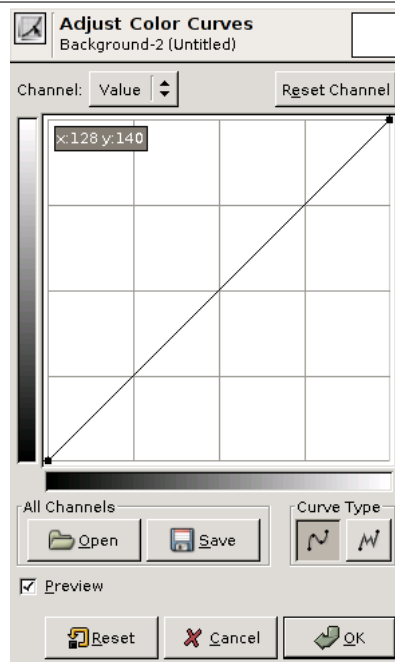 Adjust Color Curves
Background-2 (Untitled)
Channel: Value Reset Channel
x:128 y:140
All Channels Curve Type
Open Save
Preview
Reset Cancel OK